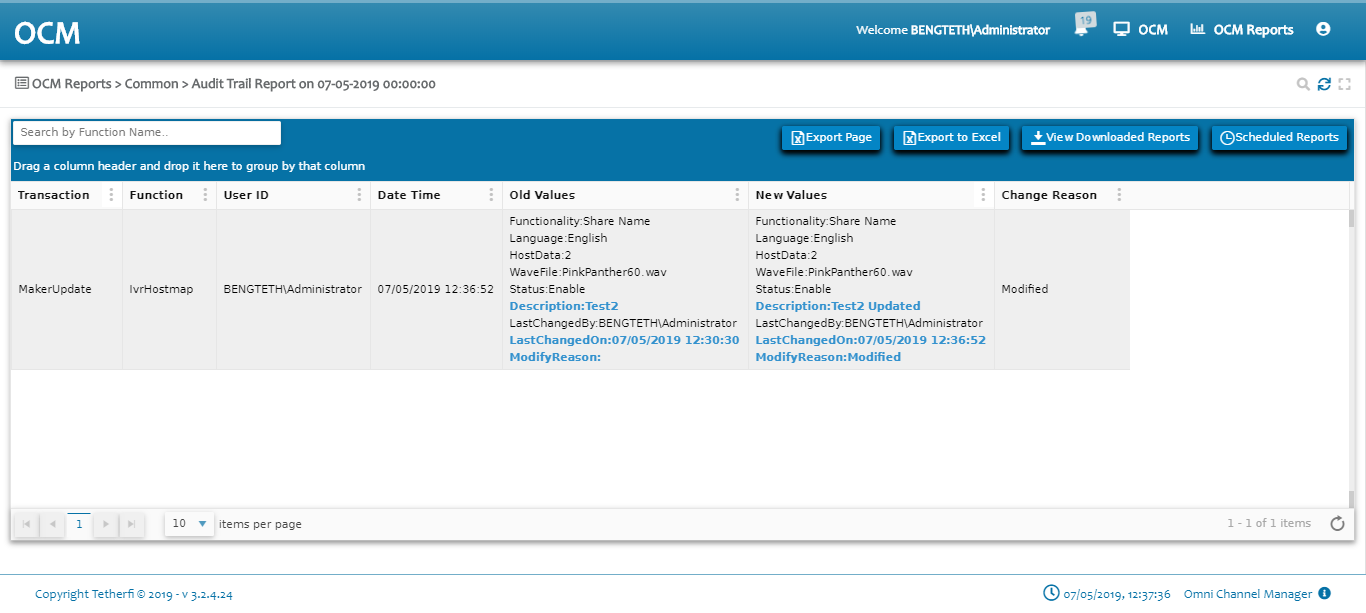 OCM
Welcome BENGTETH\Administrator
19
OCM
OCM Reports
OCM Reports > Common > Audit Trail Report on 07-05-2019 00:00:00
Search by Function Name..
Export Page
Export to Excel
View Downloaded Reports
Scheduled Reports
Drag a column header and drop it here to group by that column
Transaction Function User ID Date Time Old Values New Values Change Reason
MakerUpdate
IvrHostmap
BENGTETH\Administrator
07/05/2019 12:36:52
Functionality:Share Name
Language:English
HostData:2
WaveFile:PinkPanther60.wav
Status:Enable
Description:Test2
LastChangedBy:BENGTETH\Administrator
LastChangedOn:07/05/2019 12:30:30
ModifyReason:
Functionality:Share Name
Language:English
HostData:2
WaveFile:PinkPanther60.wav
Status:Enable
Description:Test2 Updated
LastChangedBy:BENGTETH\Administrator
LastChangedOn:07/05/2019 12:36:52
ModifyReason:Modified
Modified
1
10
items per page
1 - 1 of 1 items
Copyright Tetherfi © 2019 - v 3.2.4.24
07/05/2019, 12:37:36
Omni Channel Manager